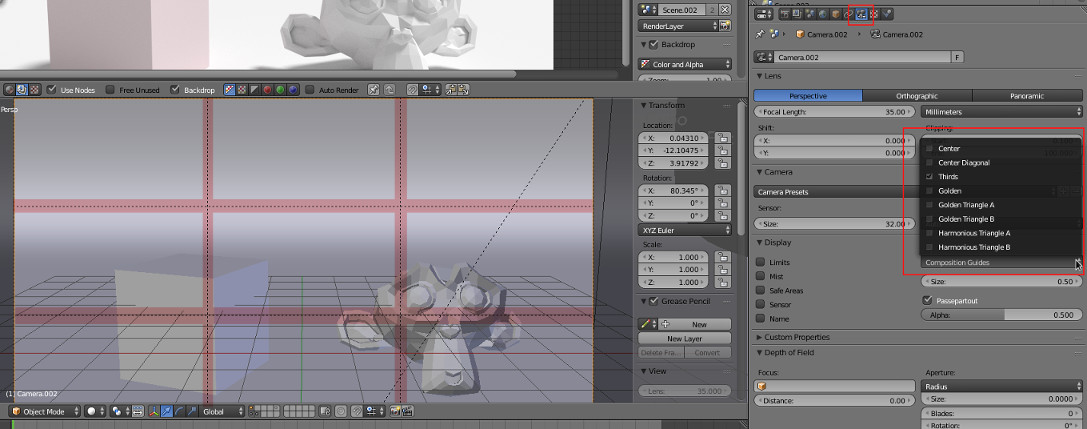 Scene.002
2
RenderLayer
Backdrop
Color and Alpha
Zoom: 1.00
Use Nodes
Free Unused
Backdrop
Auto Render
Persp
(1) Camera.002
Object Mode
Global
Transform
Location:
X: 0.04310
Y: -12.10475
Z: 3.91792
Rotation:
X: 80.345°
Y: 0°
Z: 0°
XYZ Euler
Scale:
X: 1.000
Y: 1.000
Z: 1.000
Grease Pencil
New
New Layer
Delete Fra...
Convert
View
Lens: 35.000
Camera.002
Camera.002
Camera.002
F
Lens
Perspective
Orthographic
Panoramic
Focal Length: 35.00
Millimeters
Shift:
Clipping:
X: 0.000
Y: 0.000
Camera
Camera Presets
Sensor:
Size: 32.00
Center
Center Diagonal
Thirds
Golden
Golden Triangle A
Golden Triangle B
Harmonious Triangle A
Harmonious Triangle B
Composition Guides
Display
Limits
Mist
Safe Areas
Sensor
Name
Size: 0.50
Passepartout
Alpha: 0.500
Custom Properties
Depth of Field
Focus:
Aperture:
Radius
Distance: 0.00
Size: 0.0000
Blades: 0
Rotation: 0°